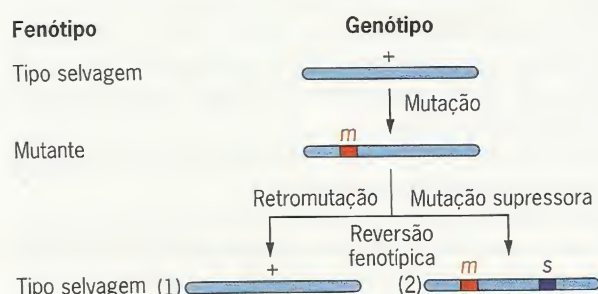 Fenótipo Genótipo
+
Tipo selvagem
Mutação
m
Mutante
Retromutação Mutação supressora
Reversão
fenotípica
+ m s
Tipo selvagem (1) (2)